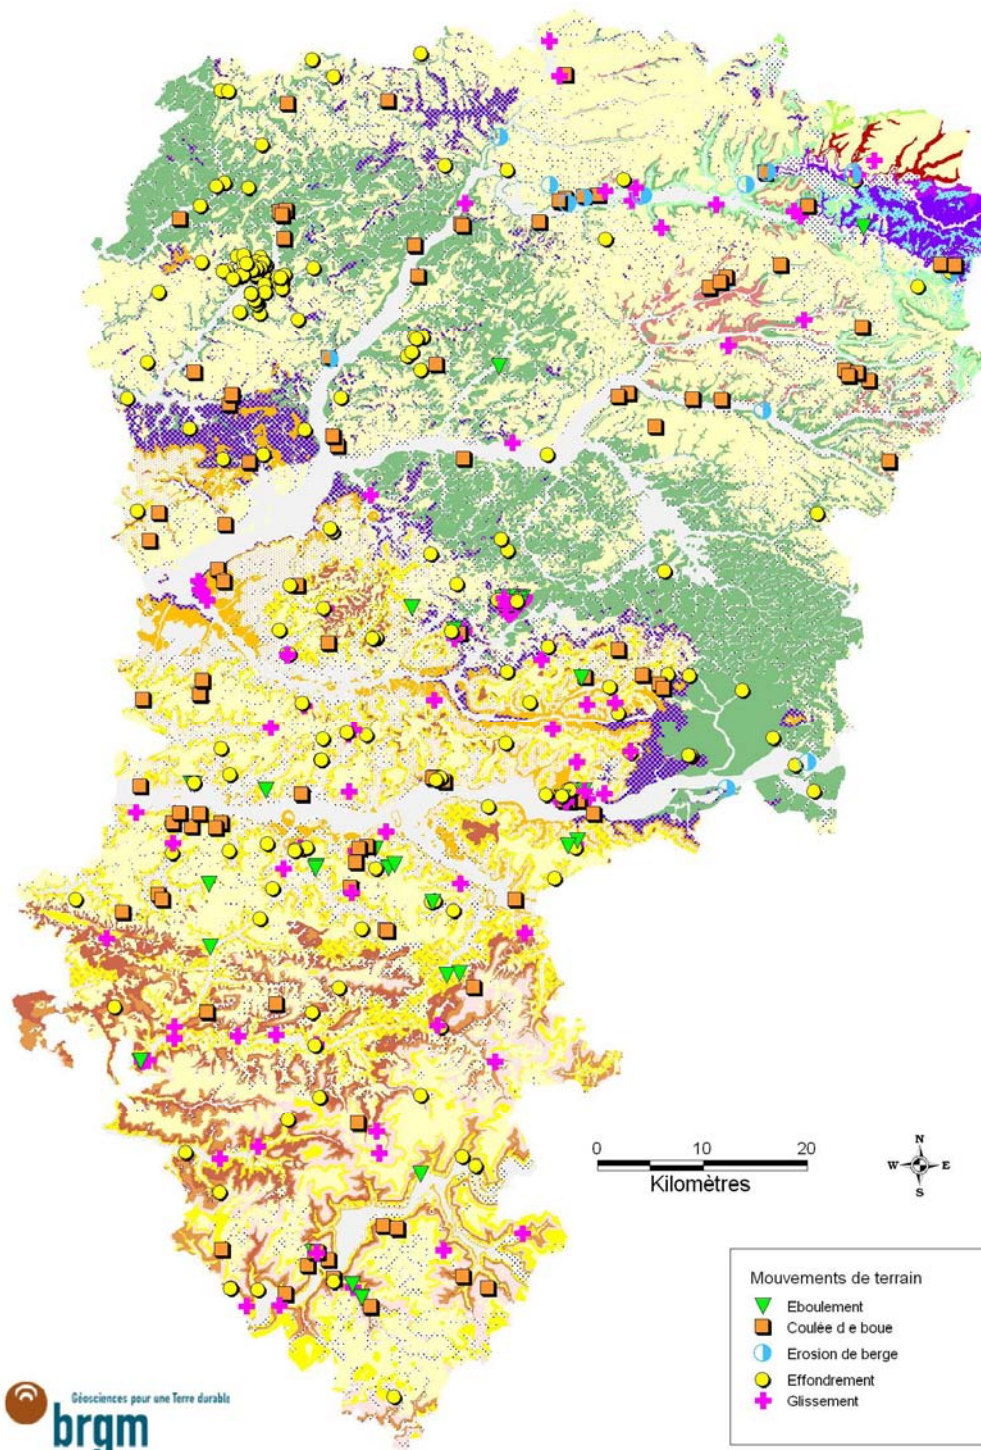 0 10 20
Kilomètres
N
W E
S
Mouvements de terrain
Eboulement
Coulée d e boue
Erosion de berge
Effondrement
Glissement
Géosciences pour une Terre durable
brgm